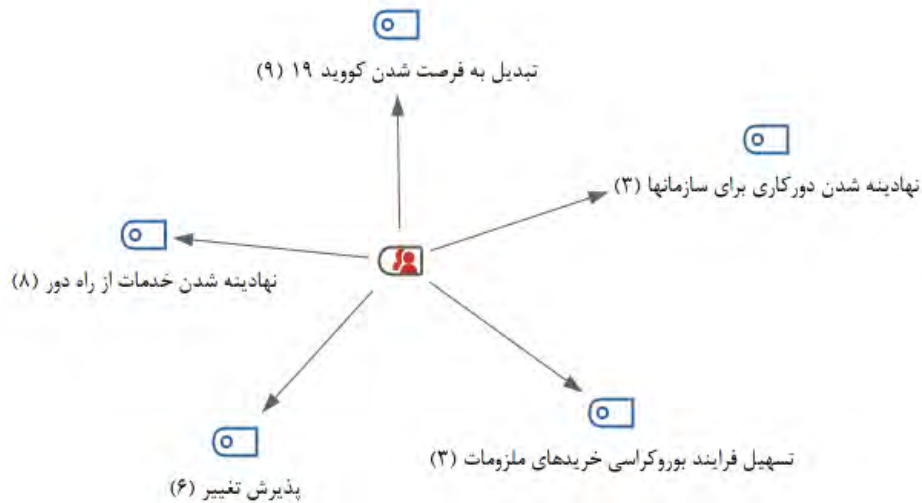 تبدیل به فرصت شدن کووید ۱۹ (۹)
نهادینه شدن دورکاری برای سازمانها (۳)
نهادینه شدن خدمات از راه دور (۸)
تسهیل فرایند بوروکراسی خریدهای ملزومات (۳)
پذیرش تغییر (۶)